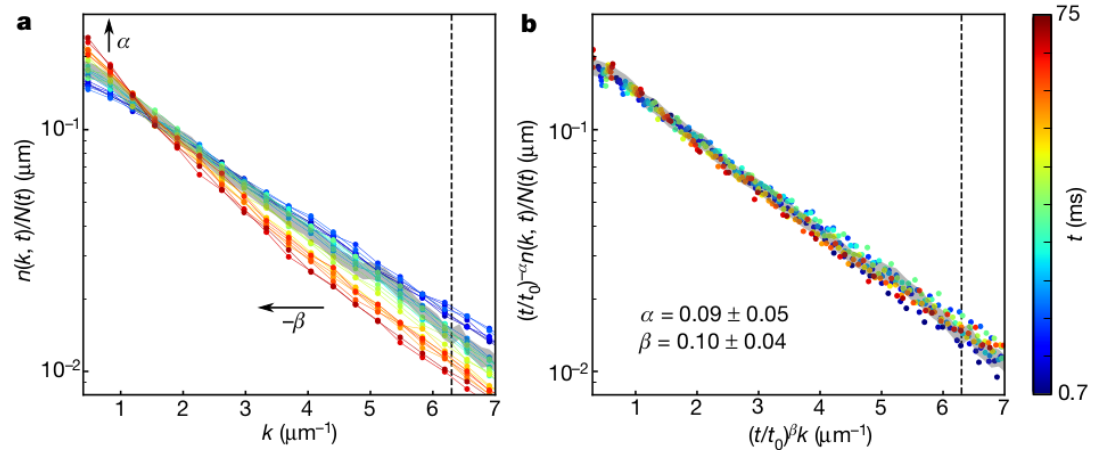 a
α
n(k, t)/N(t) (μm)
10⁻¹
10⁻²
–β
1 2 3 4 5 6 7
k (μm⁻¹)
b
(t/t₀)⁻ᵅn(k, t)/N(t) (μm)
10⁻¹
10⁻²
α = 0.09 ± 0.05
β = 0.10 ± 0.04
1 2 3 4 5 6 7
(t/t₀)ᵝk (μm⁻¹)
75
t (ms)
0.7